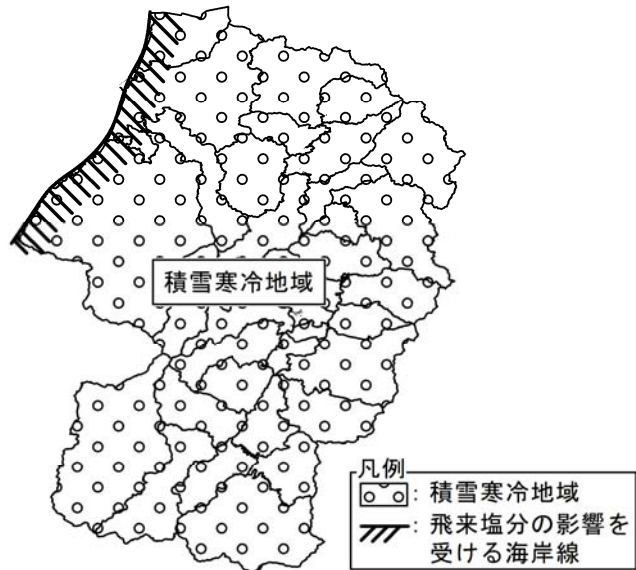 積雪寒冷地域
凡例
: 積雪寒冷地域
: 飛来塩分の影響を
受ける海岸線